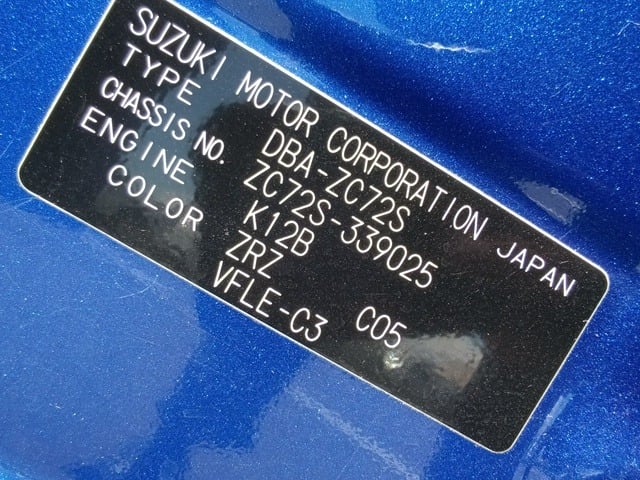 SUZUKI MOTOR CORPORATION JAPAN
TYPE DBA-ZC72S
CHASSIS NO. ZC72S-339025
ENGINE K12B
COLOR ZRZ C05
VFLE-C3